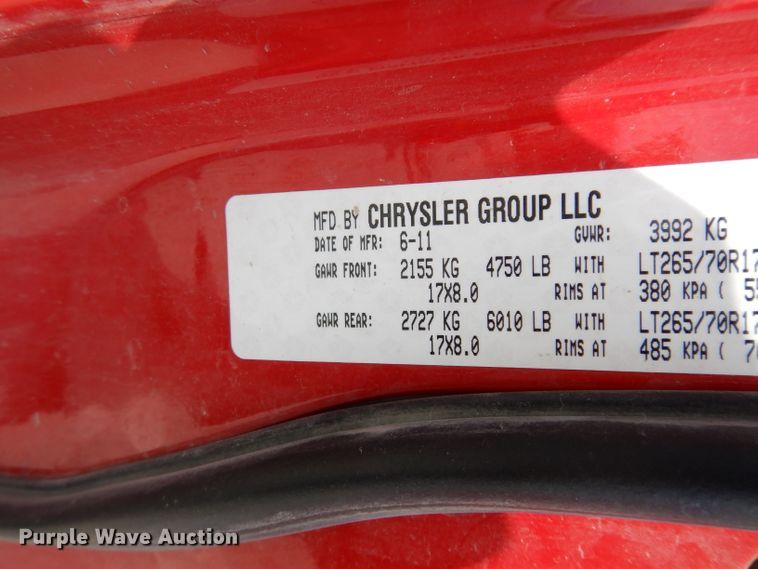 MFD BY CHRYSLER GROUP LLC
DATE OF MFR: 6-11 GVWR: 3992 KG
GAWR FRONT: 2155 KG 4750 LB WITH LT265/70R17
17X8.0 RIMS AT 380 KPA ( 55
GAWR REAR: 2727 KG 6010 LB WITH LT265/70R17
17X8.0 RIMS AT 485 KPA ( 70
Purple Wave Auction